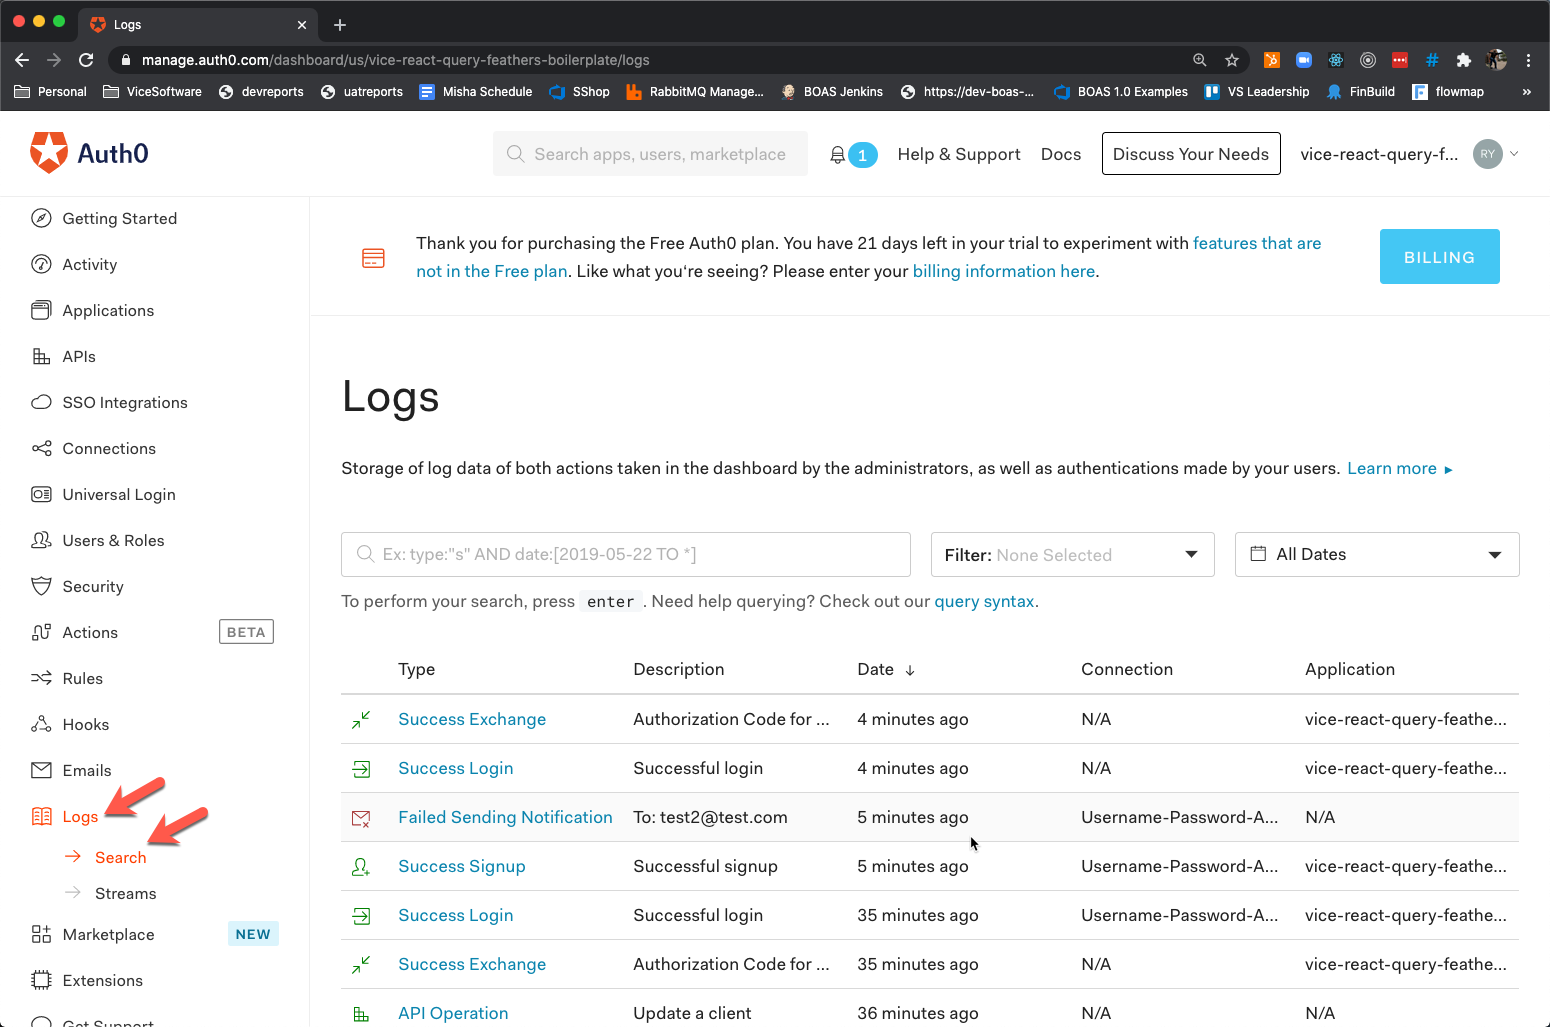 Logs
manage.auth0.com/dashboard/us/vice-react-query-feathers-boilerplate/logs
Personal ViceSoftware devreports uatreports Misha Schedule SShop RabbitMQ Manage... BOAS Jenkins https://dev-boas-... BOAS 1.0 Examples VS Leadership FinBuild flowmap »
Auth0 Search apps, users, marketplace 1 Help & Support Docs Discuss Your Needs vice-react-query-f... RY
Getting Started
Activity
Applications
APIs
SSO Integrations
Connections
Universal Login
Users & Roles
Security
Actions BETA
Rules
Hooks
Emails
Logs
Search
Streams
Marketplace NEW
Extensions
Get Support
Thank you for purchasing the Free Auth0 plan. You have 21 days left in your trial to experiment with features that are
not in the Free plan. Like what you're seeing? Please enter your billing information here.
BILLING
Logs
Storage of log data of both actions taken in the dashboard by the administrators, as well as authentications made by your users. Learn more ▸
Ex: type:"s" AND date:[2019-05-22 TO *] Filter: None Selected All Dates
To perform your search, press enter . Need help querying? Check out our query syntax.
Type Description Date ↓ Connection Application
Success Exchange Authorization Code for ... 4 minutes ago N/A vice-react-query-feathe...
Success Login Successful login 4 minutes ago N/A vice-react-query-feathe...
Failed Sending Notification To: test2@test.com 5 minutes ago Username-Password-A... N/A
Success Signup Successful signup 5 minutes ago Username-Password-A... vice-react-query-feathe...
Success Login Successful login 35 minutes ago Username-Password-A... vice-react-query-feathe...
Success Exchange Authorization Code for ... 35 minutes ago N/A vice-react-query-feathe...
API Operation Update a client 36 minutes ago N/A N/A